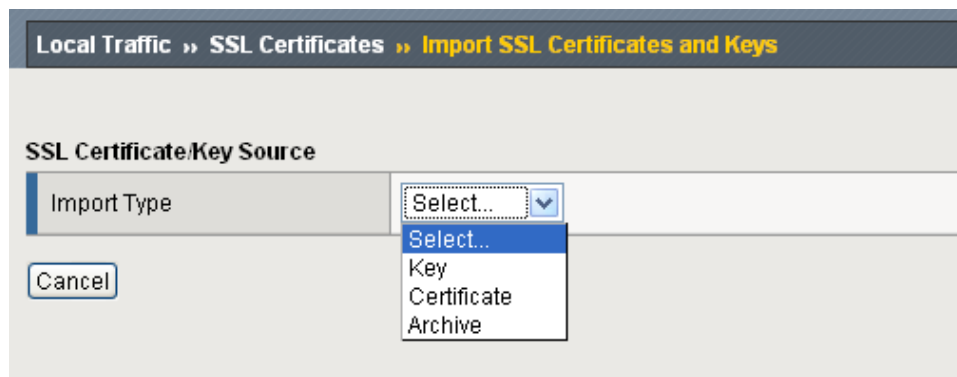 Local Traffic ›› SSL Certificates ›› Import SSL Certificates and Keys
SSL Certificate/Key Source
Import Type Select...
Select...
Key
Cancel
Certificate
Archive